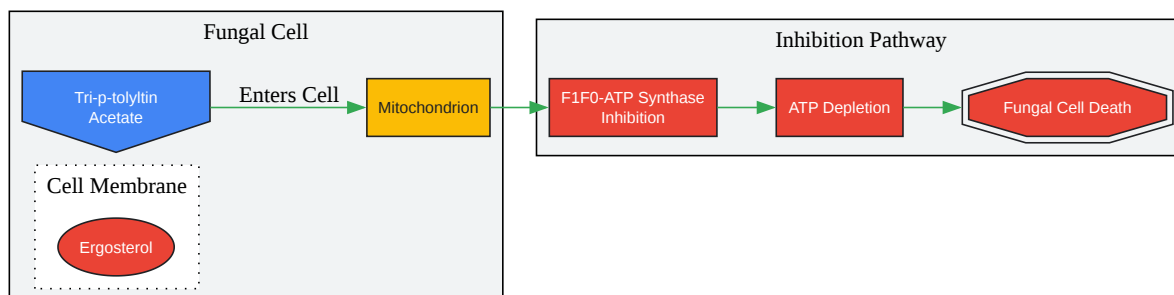 Fungal Cell
Tri-p-tolyltin
Acetate
Enters Cell
Mitochondrion
Cell Membrane
Ergosterol
Inhibition Pathway
F1F0-ATP Synthase
Inhibition
ATP Depletion
Fungal Cell Death